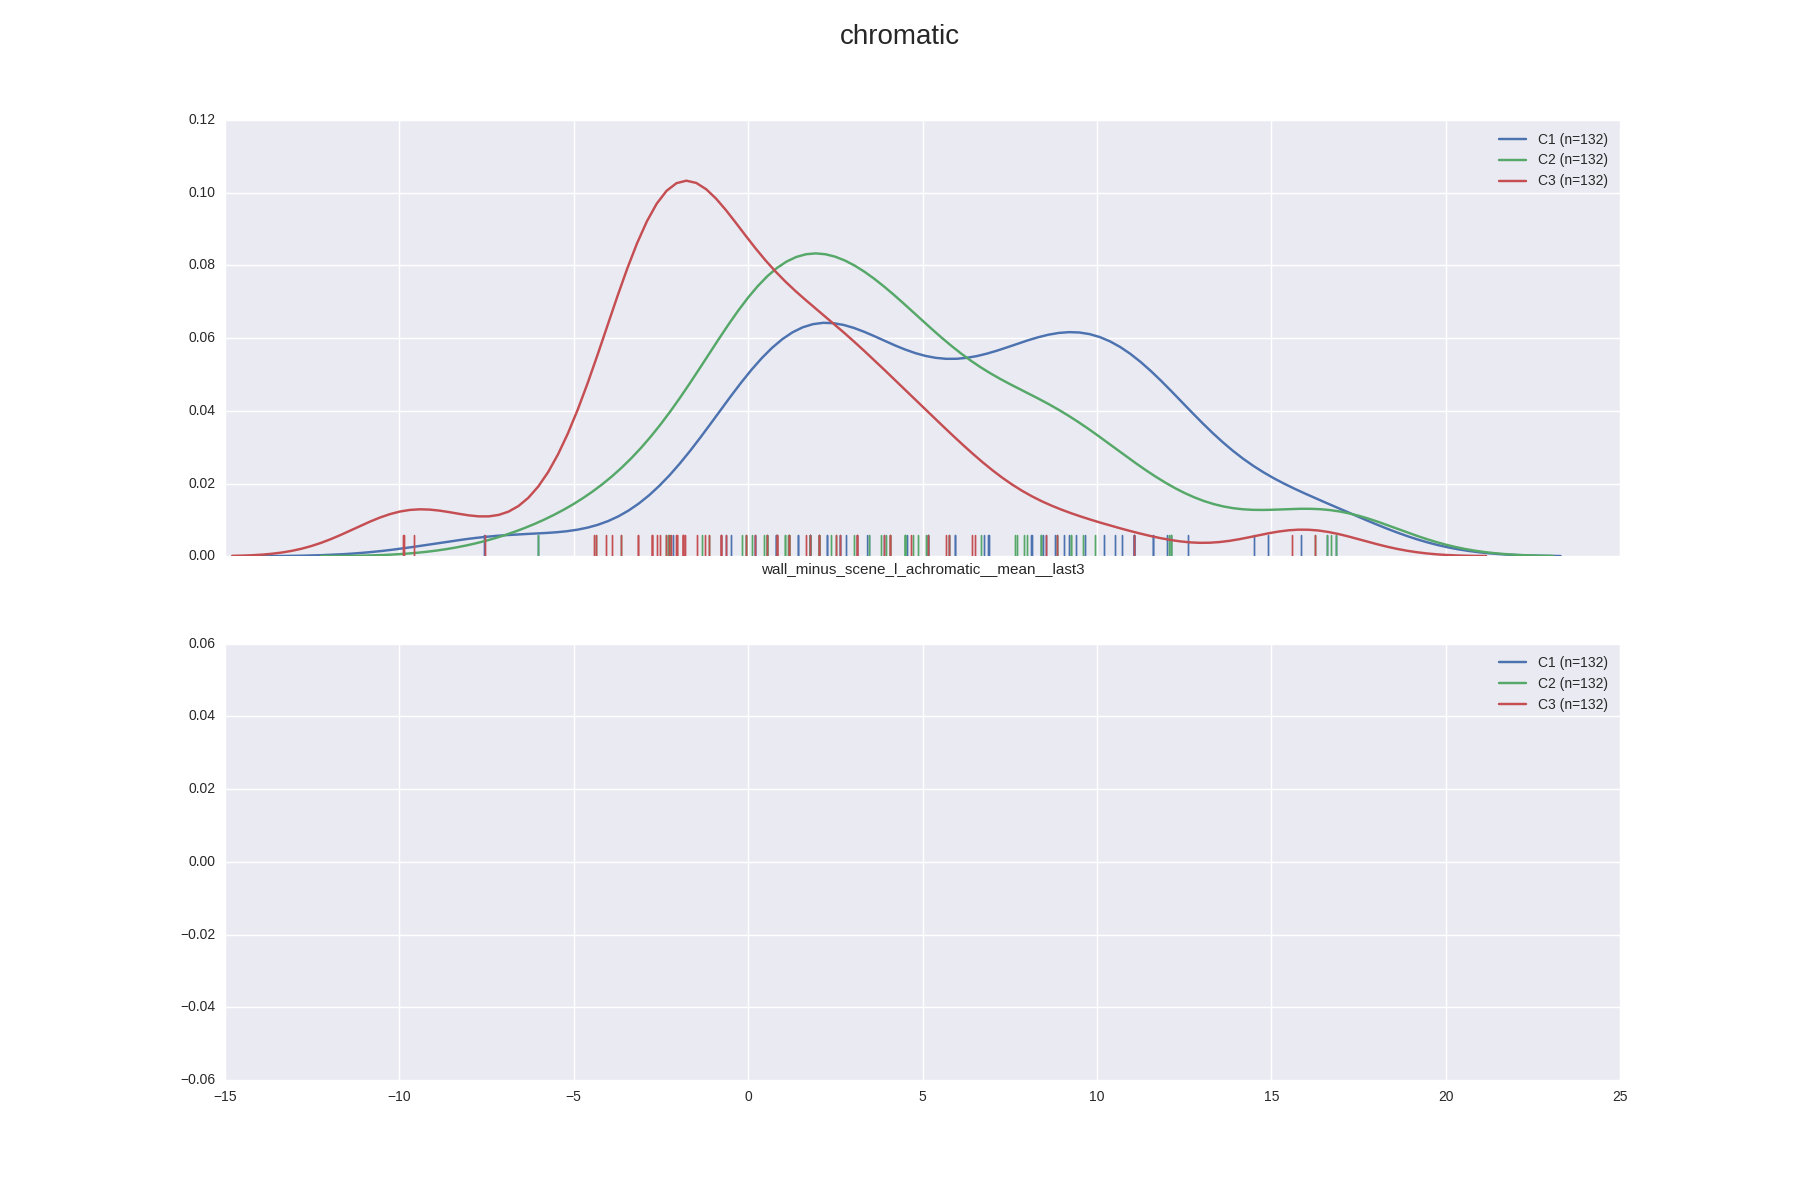 chromatic
0.12
0.10
0.08
0.06
0.04
0.02
0.00
C1 (n=132)
C2 (n=132)
C3 (n=132)
wall_minus_scene_l_achromatic__mean__last3
0.06
0.04
0.02
0.00
−0.02
−0.04
−0.06
C1 (n=132)
C2 (n=132)
C3 (n=132)
−15 −10 −5 0 5 10 15 20 25